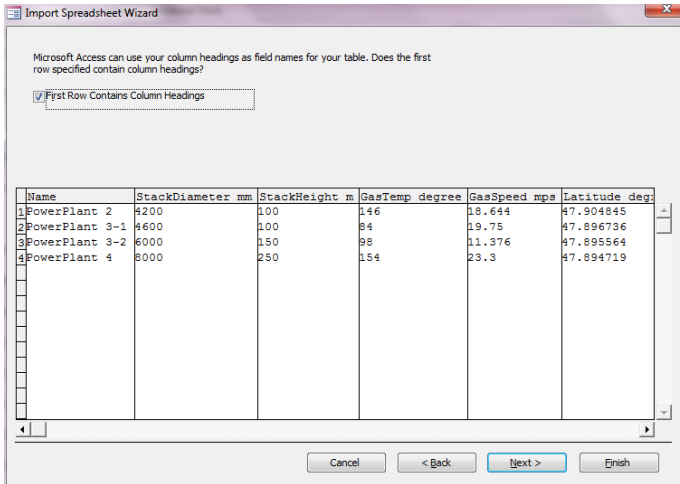 Import Spreadsheet Wizard
Microsoft Access can use your column headings as field names for your table. Does the first
row specified contain column headings?
First Row Contains Column Headings
Name StackDiameter mm StackHeight m GasTemp degree GasSpeed mps Latitude deg
1 PowerPlant 2 4200 100 146 18.644 47.904845
2 PowerPlant 3-1 4600 100 84 19.75 47.896736
3 PowerPlant 3-2 6000 150 98 11.376 47.895564
4 PowerPlant 4 8000 250 154 23.3 47.894719
Cancel < Back Next > Finish